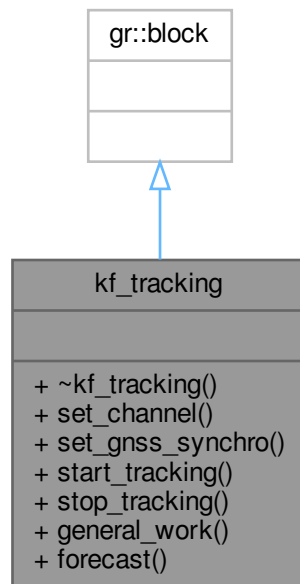 gr::block
kf_tracking
+ ~kf_tracking()
+ set_channel()
+ set_gnss_synchro()
+ start_tracking()
+ stop_tracking()
+ general_work()
+ forecast()